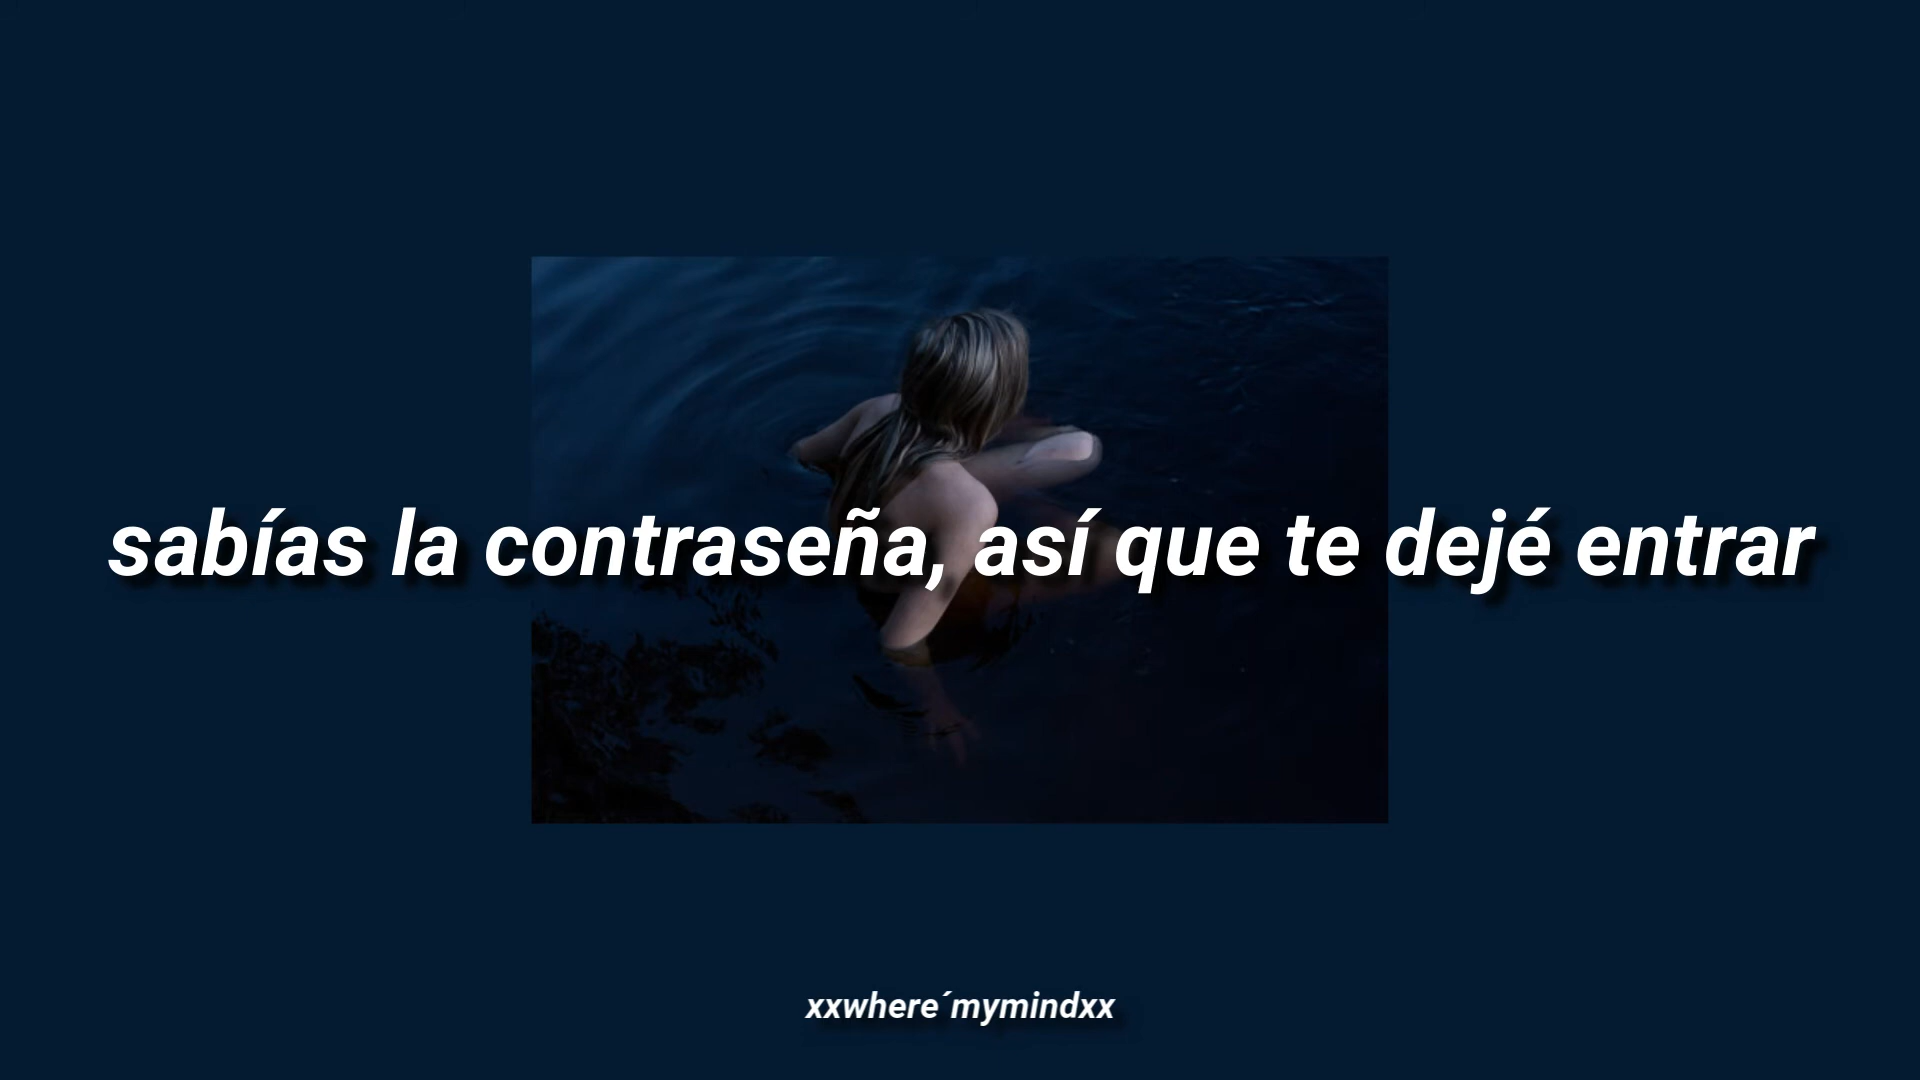 sabías la contraseña, así que te dejé entrar
xxwhere´mymindxx